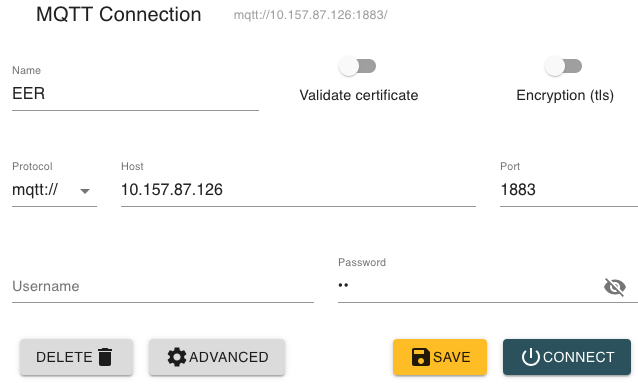 MQTT Connection mqtt://10.157.87.126:1883/
Name
EER
Validate certificate Encryption (tls)
Protocol Host Port
mqtt:// 10.157.87.126 1883
Password
Username ••
DELETE ADVANCED SAVE CONNECT